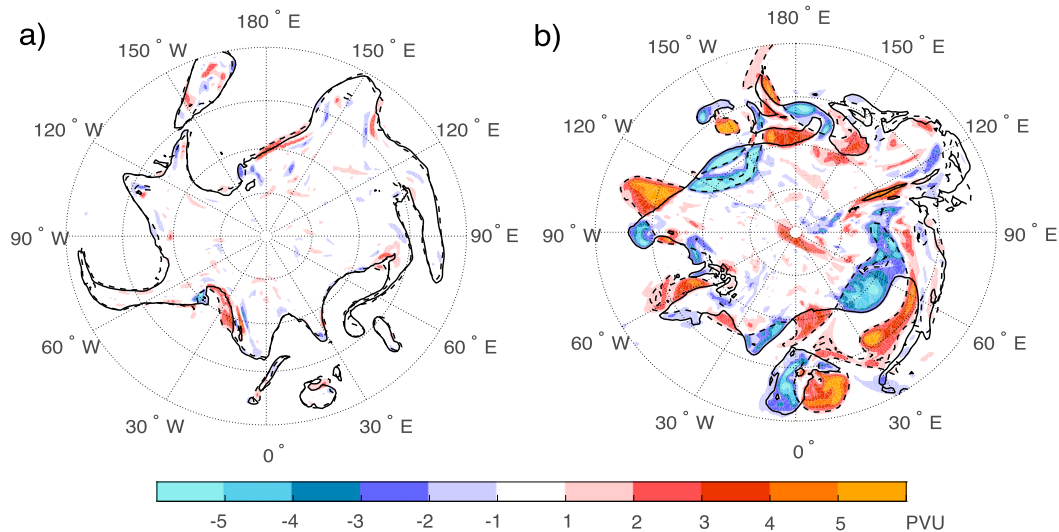 a)
180 ° E
150 ° W
150 ° E
120 ° W
120 ° E
90 ° W
90 ° E
60 ° W
60 ° E
30 ° W
30 ° E
0 °
b)
180 ° E
150 ° W
150 ° E
120 ° W
120 ° E
90 ° W
90 ° E
60 ° W
60 ° E
30 ° W
30 ° E
0 °
-5 -4 -3 -2 -1 1 2 3 4 5 PVU